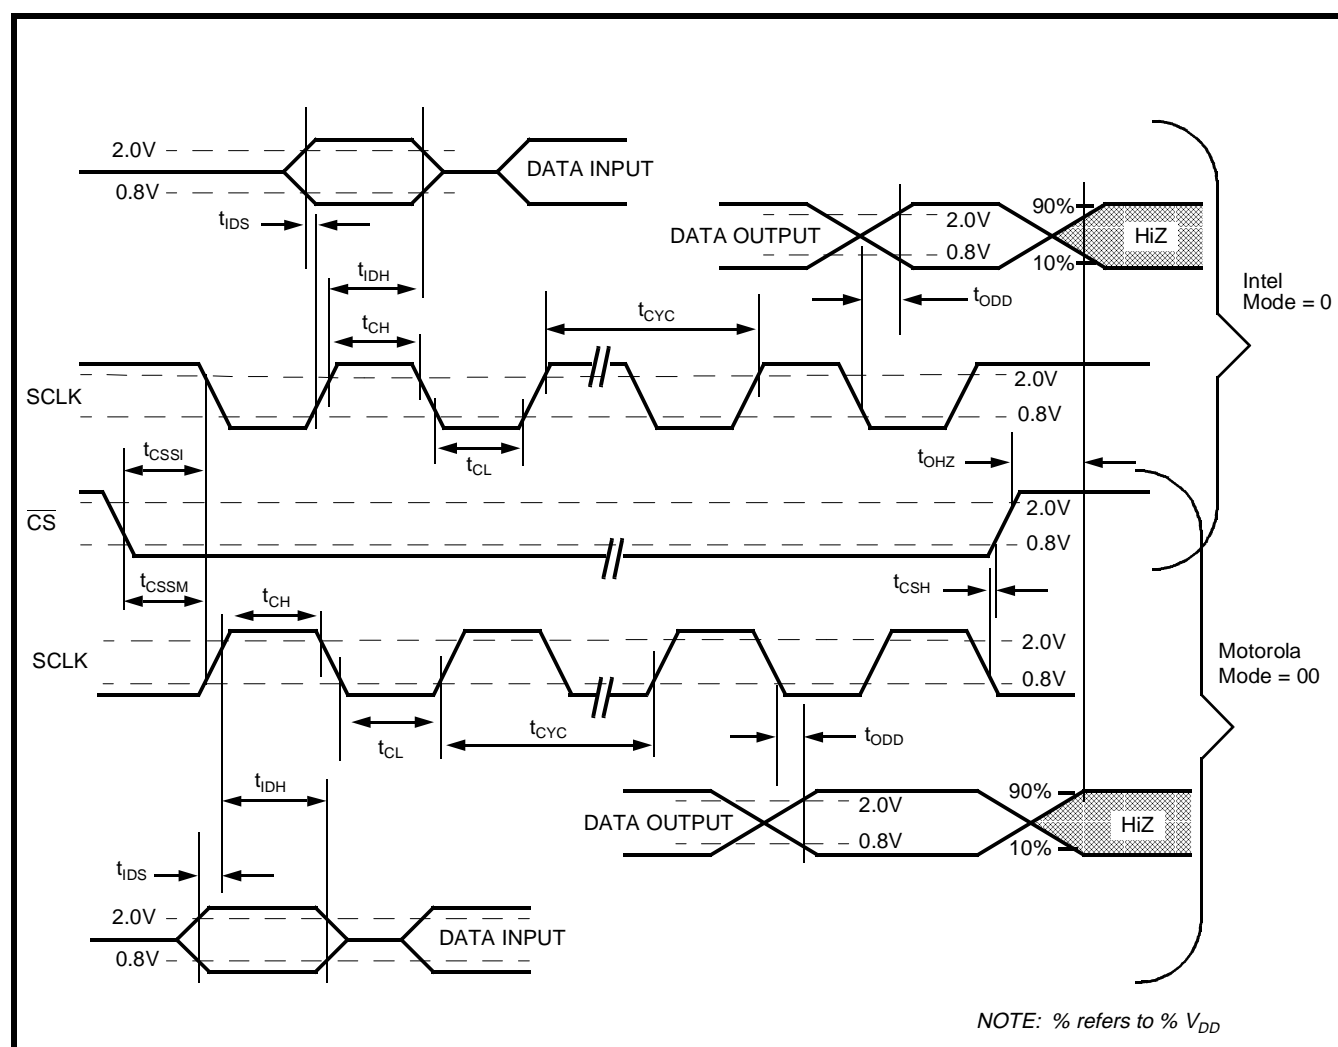 2.0V
DATA INPUT
0.8V
90%
tIDS
2.0V
DATA OUTPUT
HiZ
0.8V
10%
tIDH
Intel
Mode = 0
tODD
tCYC
tCH
2.0V
SCLK
0.8V
tCSSI
tCL
tOHZ
2.0V
CS
0.8V
tCSSM
tCSH
tCH
2.0V
SCLK
Motorola
Mode = 00
0.8V
tCYC
tODD
tCL
tIDH
90%
2.0V
DATA OUTPUT
HiZ
0.8V
10%
tIDS
2.0V
DATA INPUT
0.8V
NOTE: % refers to % VDD